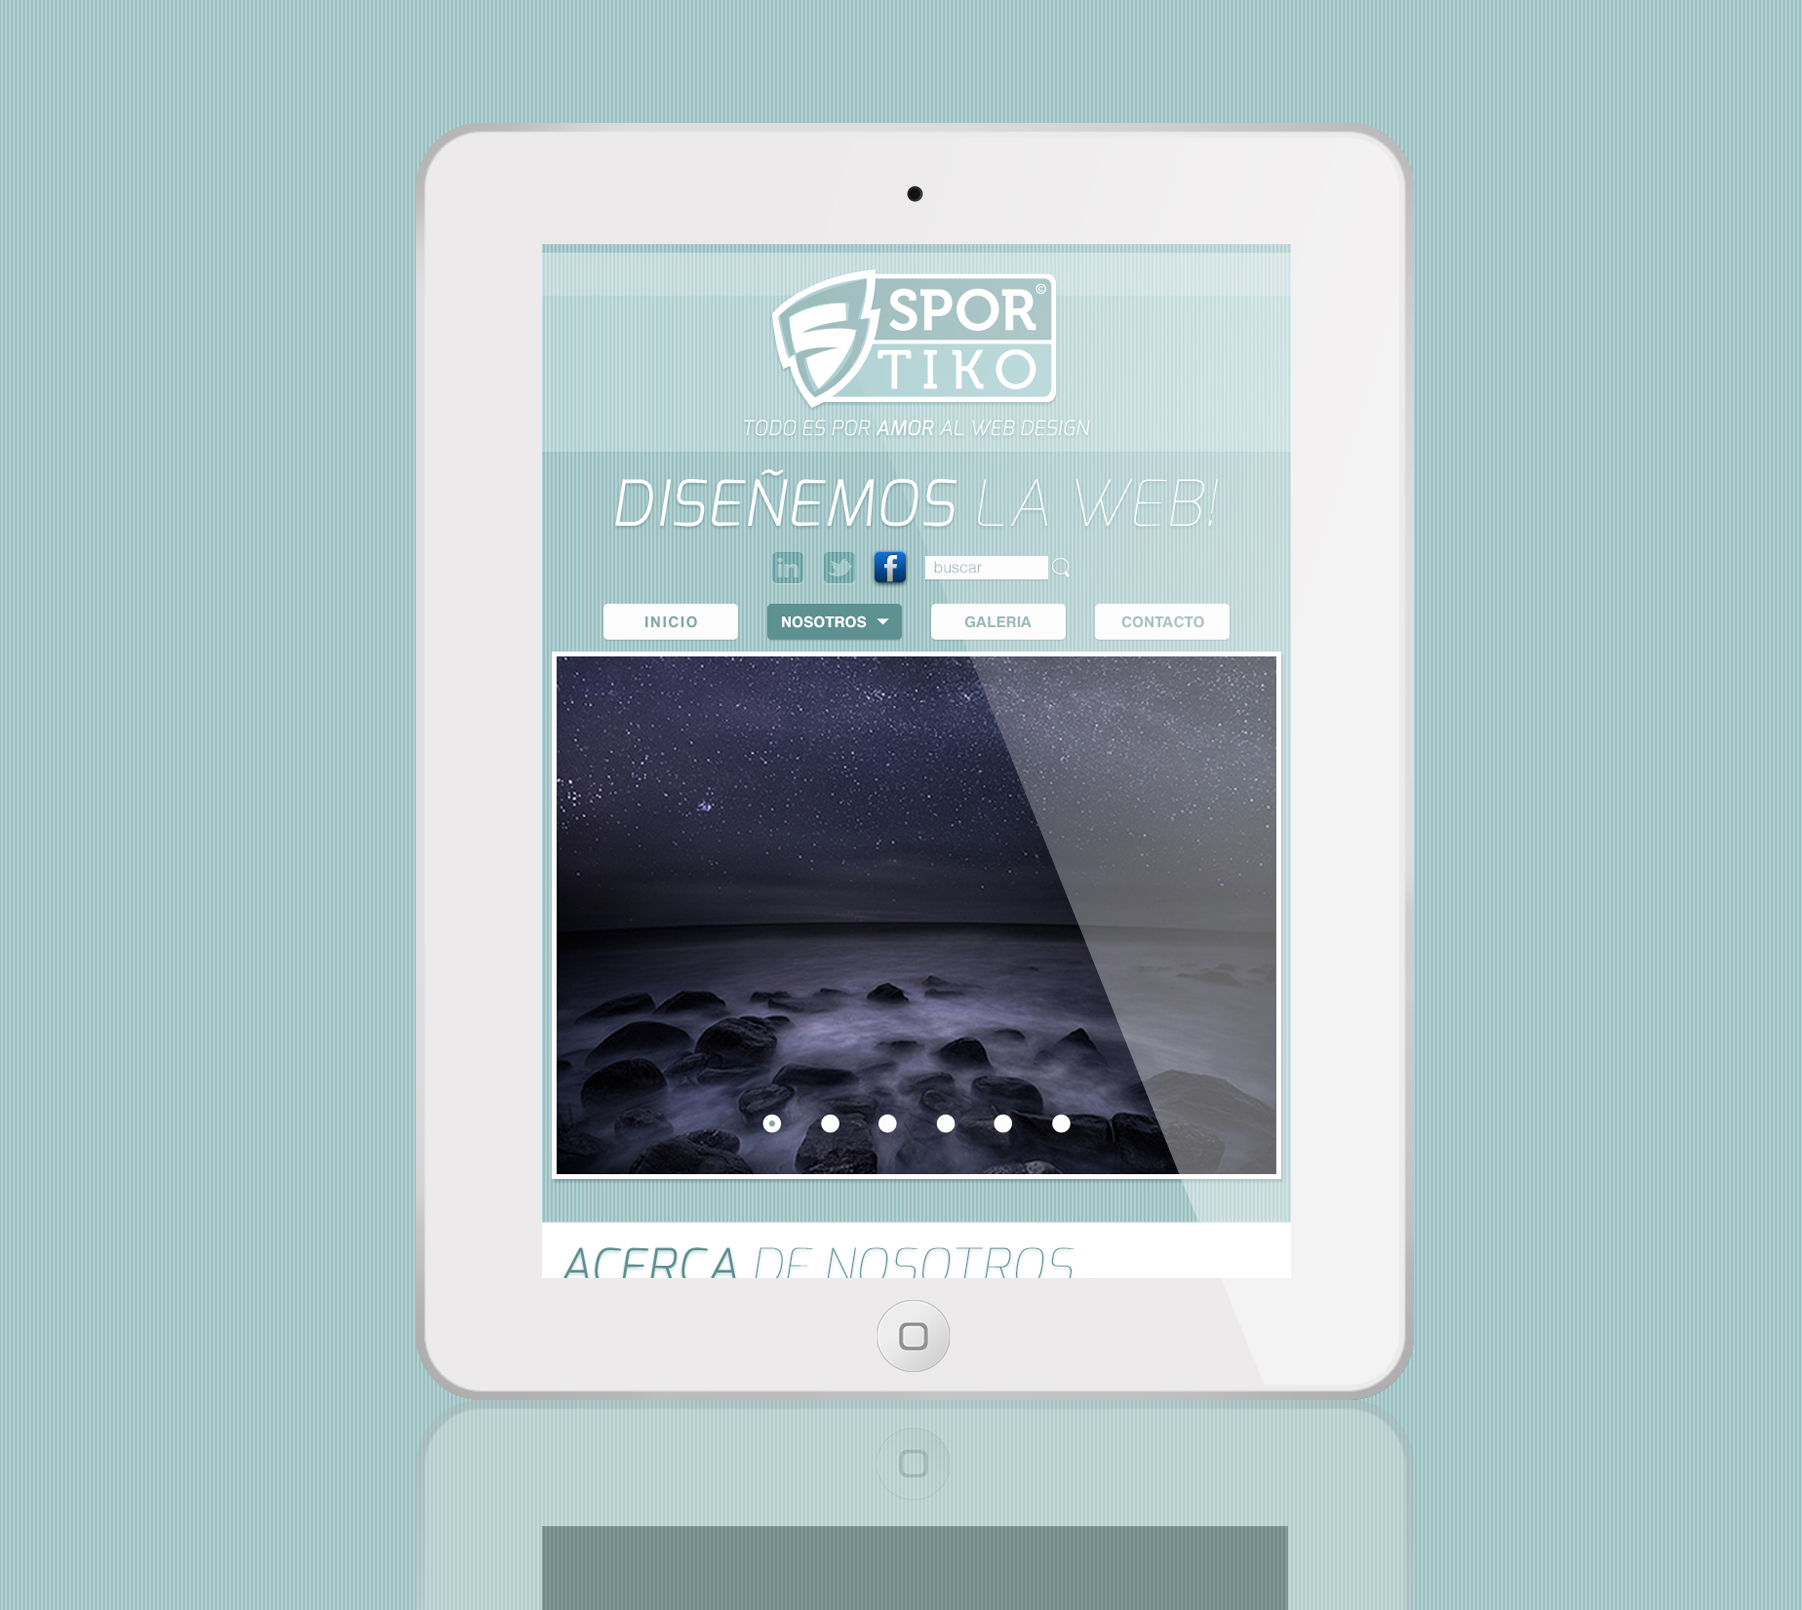 SPOR©
TIKO
TODO ES POR AMOR AL WEB DESIGN
DISEÑEMOS LA WEB!
in f buscar
INICIO NOSOTROS GALERIA CONTACTO
ACERCA DE NOSOTROS